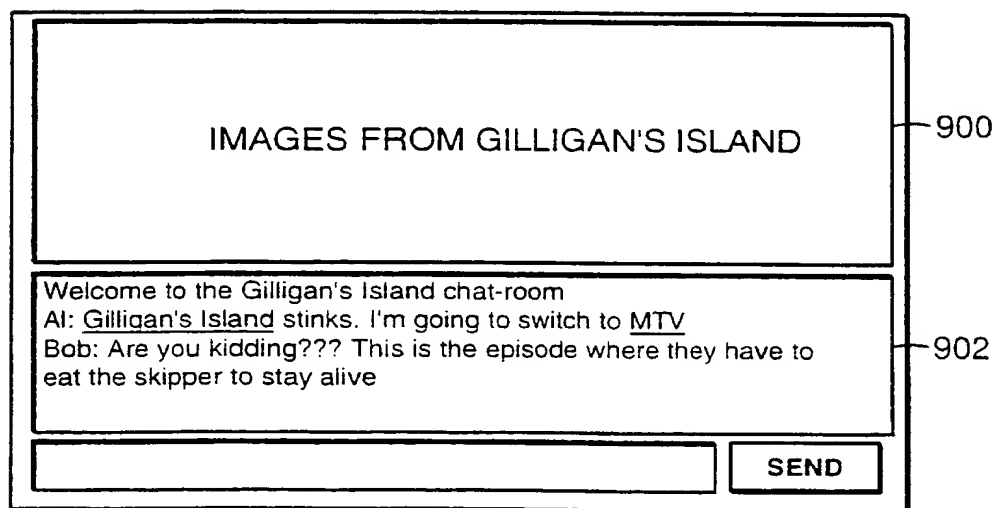 IMAGES FROM GILLIGAN'S ISLAND
900
Welcome to the Gilligan's Island chat-room
Al: Gilligan's Island stinks. I'm going to switch to MTV
Bob: Are you kidding??? This is the episode where they have to
eat the skipper to stay alive
902
SEND